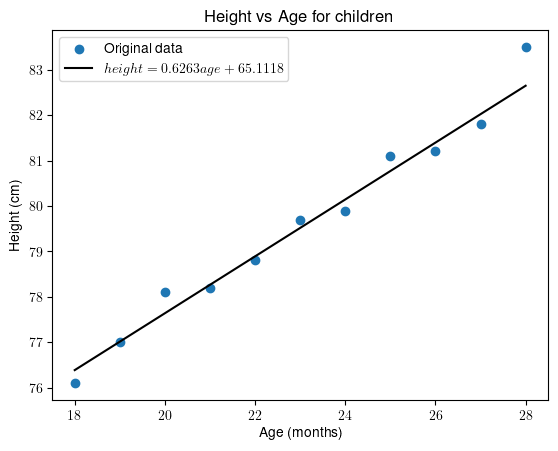 Height vs Age for children
Original data
height = 0.6263age + 65.1118
83
82
81
80
79
78
77
76
Height (cm)
18 20 22 24 26 28
Age (months)